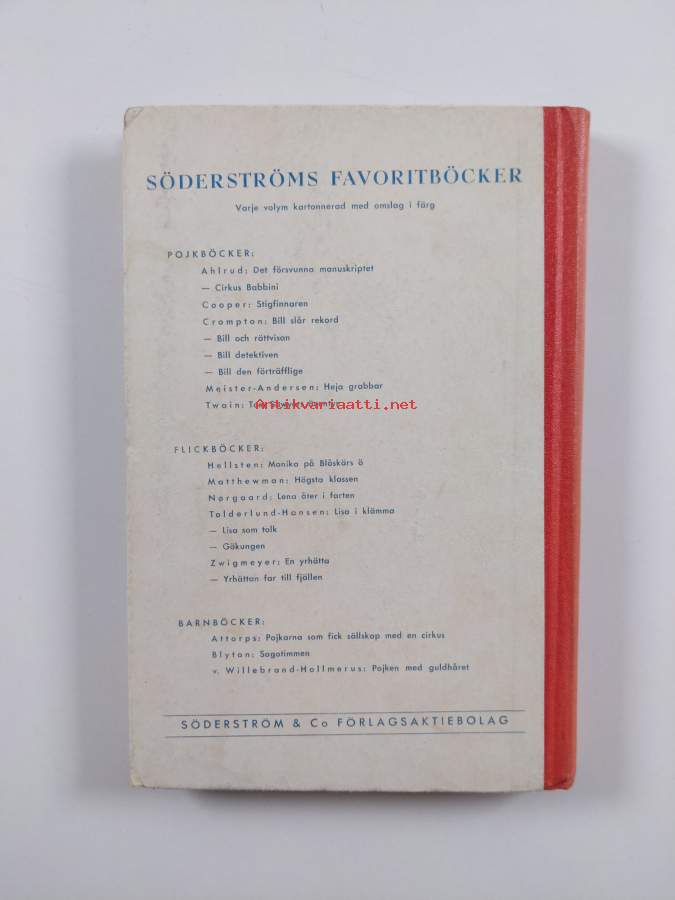 SÖDERSTRÖMS FAVORITBÖCKER
Varje volym kartonnerad med omslag i färg
POJKBÖCKER:
Ahlrud: Det försvunna manuskriptet
— Cirkus Babbini
Cooper: Stigfinnaren
Crompton: Bill slår rekord
— Bill och rättvisan
— Bill detektiven
— Bill den förträfflige
Meister-Andersen: Heja grabbar
Twain: Tom Sawyers äventyr
Antikvariaatti.net
FLICKBÖCKER:
Hellsten: Monika på Blåskärs ö
Matthewman: Högsta klassen
Nørgaard: Lena åter i farten
Tolderlund-Hansen: Lisa i klämma
— Lisa som tolk
— Gökungen
Zwigmeyer: En yrhätta
— Yrhättan far till fjällen
BARNBÖCKER:
Attorps: Pojkarna som fick sällskap med en cirkus
Blyton: Sagotimmen
v. Willebrand-Hollmerus: Pojken med guldhåret
SÖDERSTRÖM & Co FÖRLAGSAKTIEBOLAG